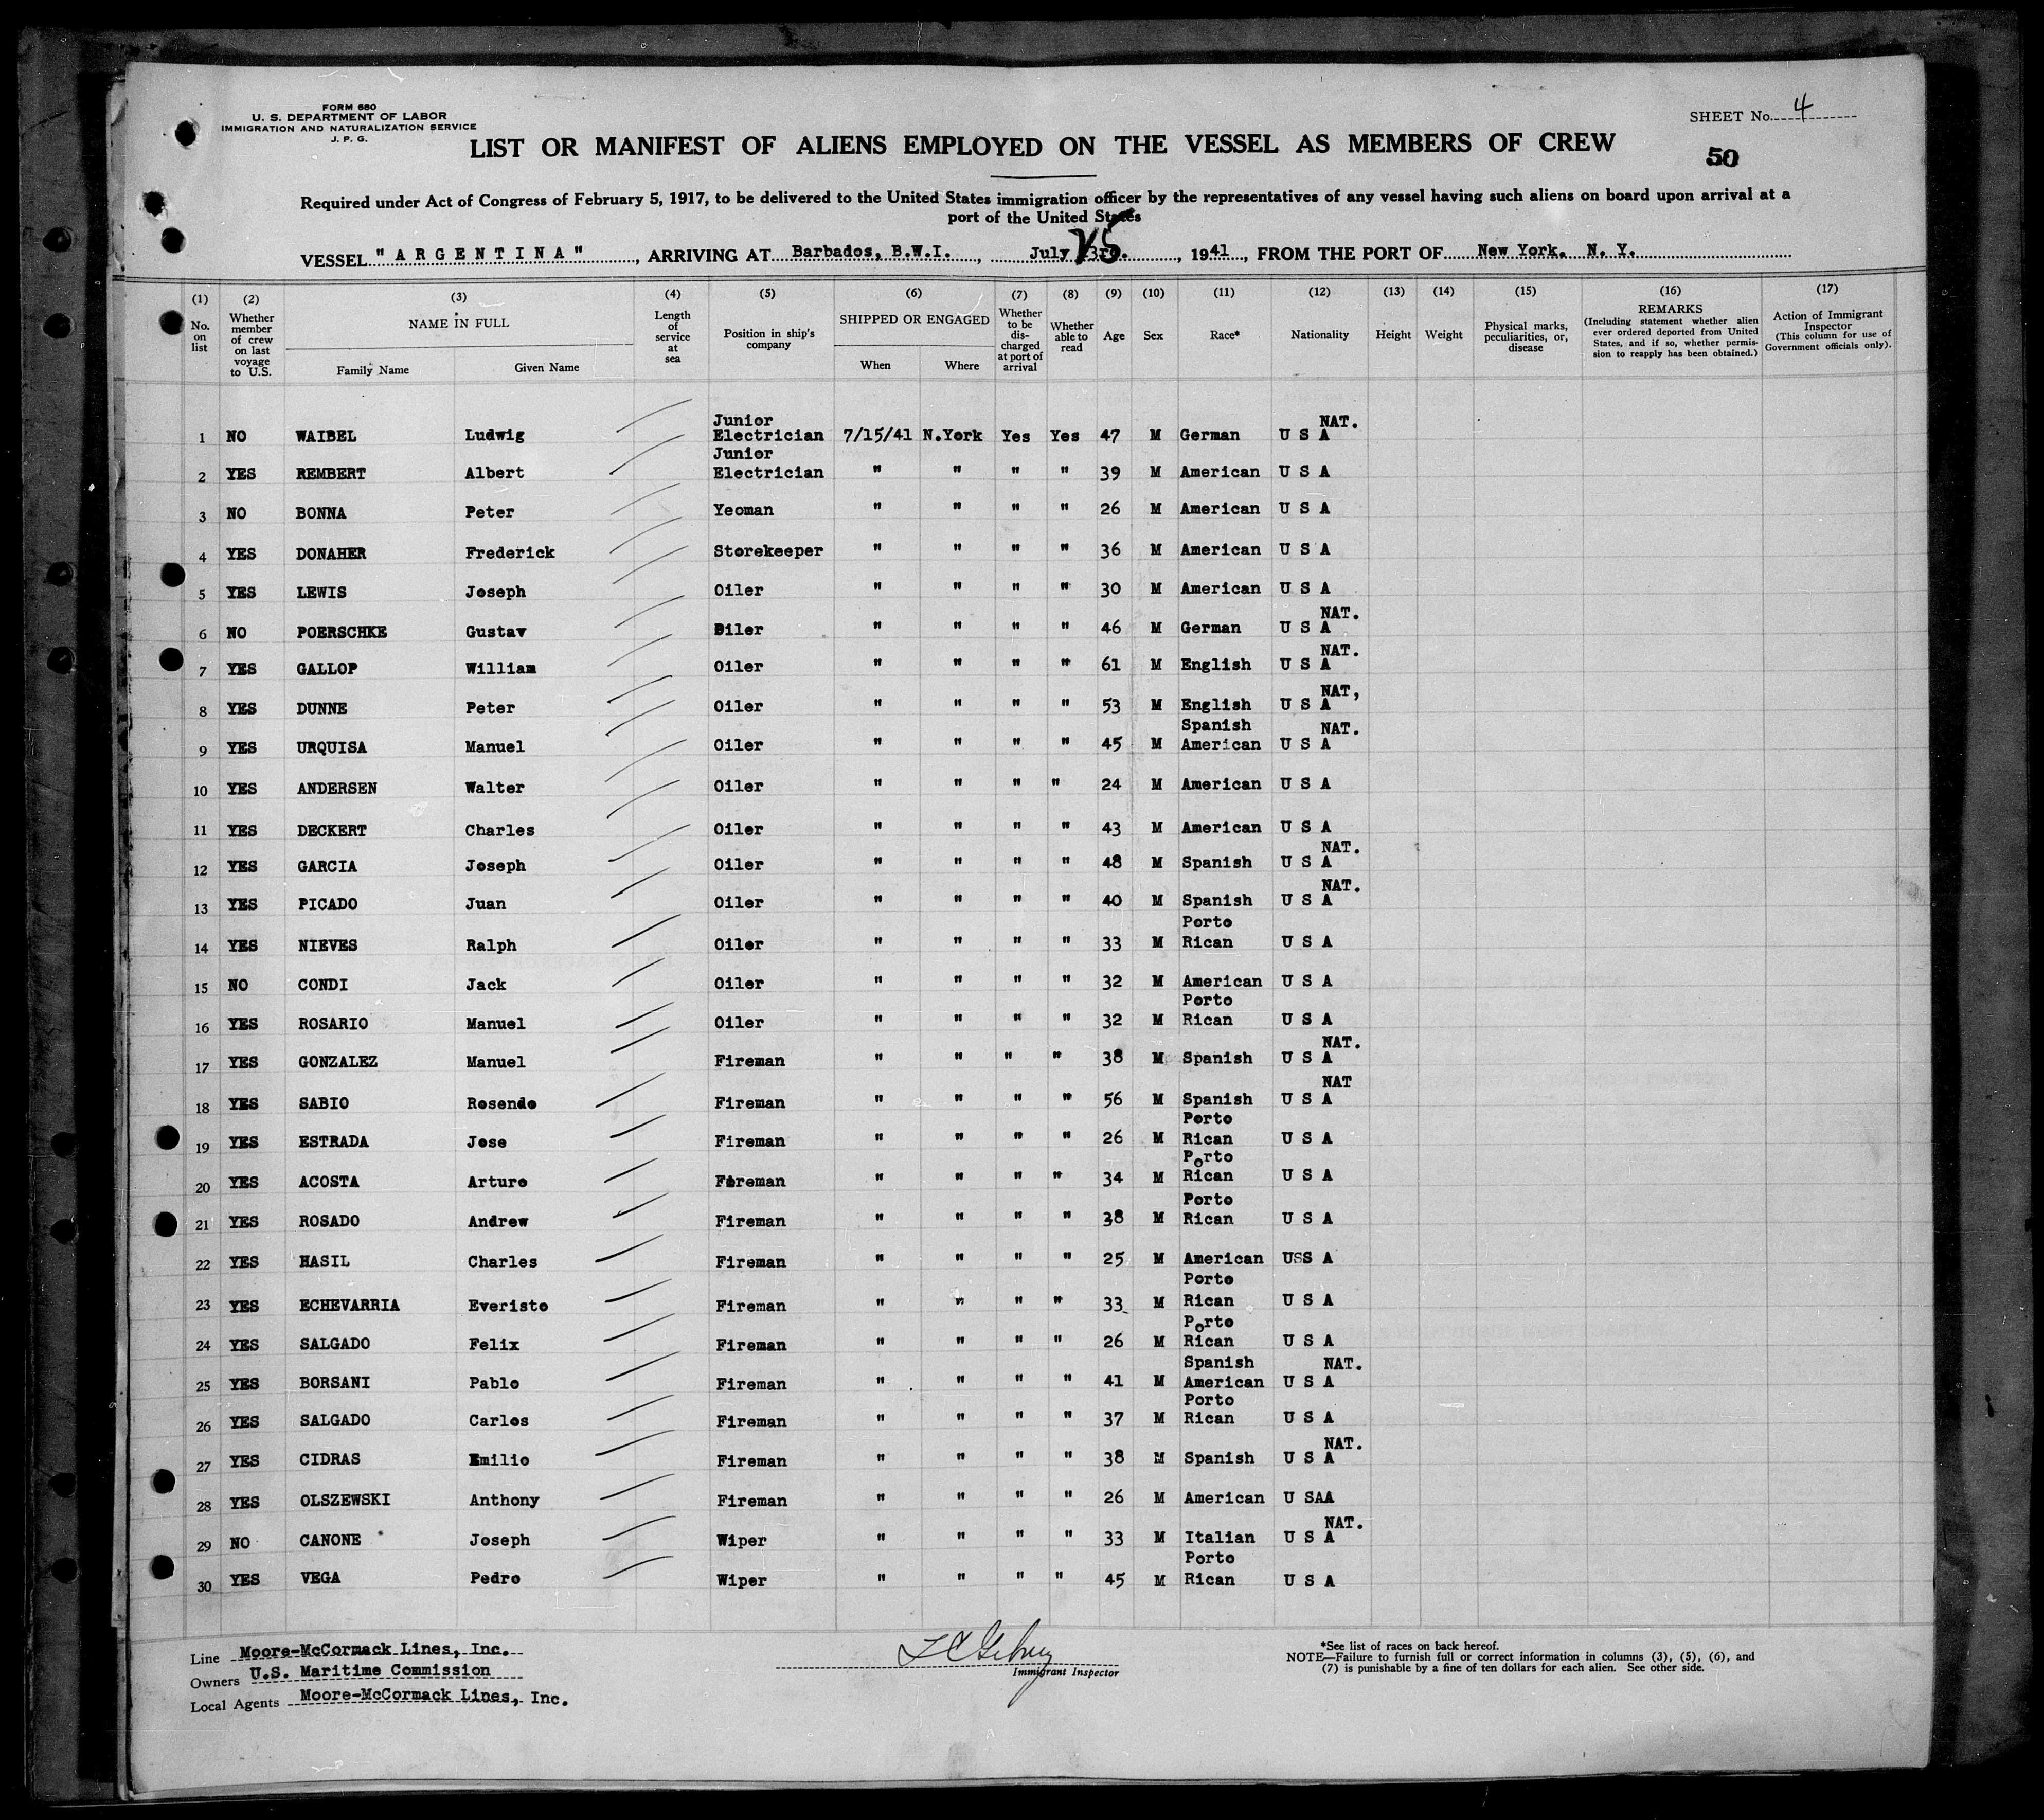 FORM 680
U. S. DEPARTMENT OF LABOR
IMMIGRATION AND NATURALIZATION SERVICE
J. P. G.
SHEET No. 4
LIST OR MANIFEST OF ALIENS EMPLOYED ON THE VESSEL AS MEMBERS OF CREW
50
Required under Act of Congress of February 5, 1917, to be delivered to the United States immigration officer by the representatives of any vessel having such aliens on board upon arrival at a
port of the United States
VESSEL "ARGENTINA", ARRIVING AT Barbados, B.W.I., July 5, 1941, FROM THE PORT OF New York, N. Y.
(1) (2) (3) (4) (5) (6) (7) (8) (9) (10) (11) (12) (13) (14) (15) (16) (17)
No. on list
Whether member of crew on last voyage to U.S.
NAME IN FULL
Family Name
Given Name
Length of service at sea
Position in ship's company
SHIPPED OR ENGAGED
When
Where
Whether to be discharged at port of arrival
Whether able to read
Age
Sex
Race*
Nationality
Height
Weight
Physical marks, peculiarities, or, disease
REMARKS
(Including statement whether alien ever ordered deported from United States, and if so, whether permission to reapply has been obtained.)
Action of Immigrant Inspector
(This column for use of Government officials only).
1 NO WAIBEL Ludwig Junior Electrician 7/15/41 N.York Yes Yes 47 M German U S A NAT.
2 YES REMBERT Albert Junior Electrician " " " " 39 M American U S A
3 NO BONNA Peter Yeoman " " " " 26 M American U S A
4 YES DONAHER Frederick Storekeeper " " " " 36 M American U S A
5 YES LEWIS Joseph Oiler " " " " 30 M American U S A
6 NO POERSCHKE Gustav Oiler " " " " 46 M German U S A NAT.
7 YES GALLOP William Oiler " " " " 61 M English U S A NAT.
8 YES DUNNE Peter Oiler " " " " 53 M English U S A NAT,
9 YES URQUISA Manuel Oiler " " " " 45 M Spanish American U S A NAT.
10 YES ANDERSEN Walter Oiler " " " " 24 M American U S A
11 YES DECKERT Charles Oiler " " " " 43 M American U S A
12 YES GARCIA Joseph Oiler " " " " 48 M Spanish U S A NAT.
13 YES PICADO Juan Oiler " " " " 40 M Spanish U S A NAT.
14 YES NIEVES Ralph Oiler " " " " 33 M Porto Rican U S A
15 NO CONDI Jack Oiler " " " " 32 M American U S A
16 YES ROSARIO Manuel Oiler " " " " 32 M Porto Rican U S A
17 YES GONZALEZ Manuel Fireman " " " " 38 M Spanish U S A NAT.
18 YES SABIO Rosendo Fireman " " " " 56 M Spanish U S A NAT
19 YES ESTRADA Jose Fireman " " " " 26 M Porto Rican U S A
20 YES ACOSTA Arturo Fireman " " " " 34 M Porto Rican U S A
21 YES ROSADO Andrew Fireman " " " " 38 M Porto Rican U S A
22 YES HASIL Charles Fireman " " " " 25 M American USS A
23 YES ECHEVARRIA Everisto Fireman " " " " 33 M Porto Rican U S A
24 YES SALGADO Felix Fireman " " " " 26 M Porto Rican U S A
25 YES BORSANI Pablo Fireman " " " " 41 M Spanish American U S A NAT.
26 YES SALGADO Carlos Fireman " " " " 37 M Porto Rican U S A
27 YES CIDRAS Emilio Fireman " " " " 38 M Spanish U S A NAT.
28 YES OLSZEWSKI Anthony Fireman " " " " 26 M American U SAA
29 NO CANONE Joseph Wiper " " " " 33 M Italian U S A NAT.
30 YES VEGA Pedro Wiper " " " " 45 M Porto Rican U S A
Line Moore-McCormack Lines, Inc.
Owners U.S. Maritime Commission
Local Agents Moore-McCormack Lines, Inc.
Immigrant Inspector
*See list of races on back hereof.
NOTE—Failure to furnish full or correct information in columns (3), (5), (6), and
(7) is punishable by a fine of ten dollars for each alien. See other side.